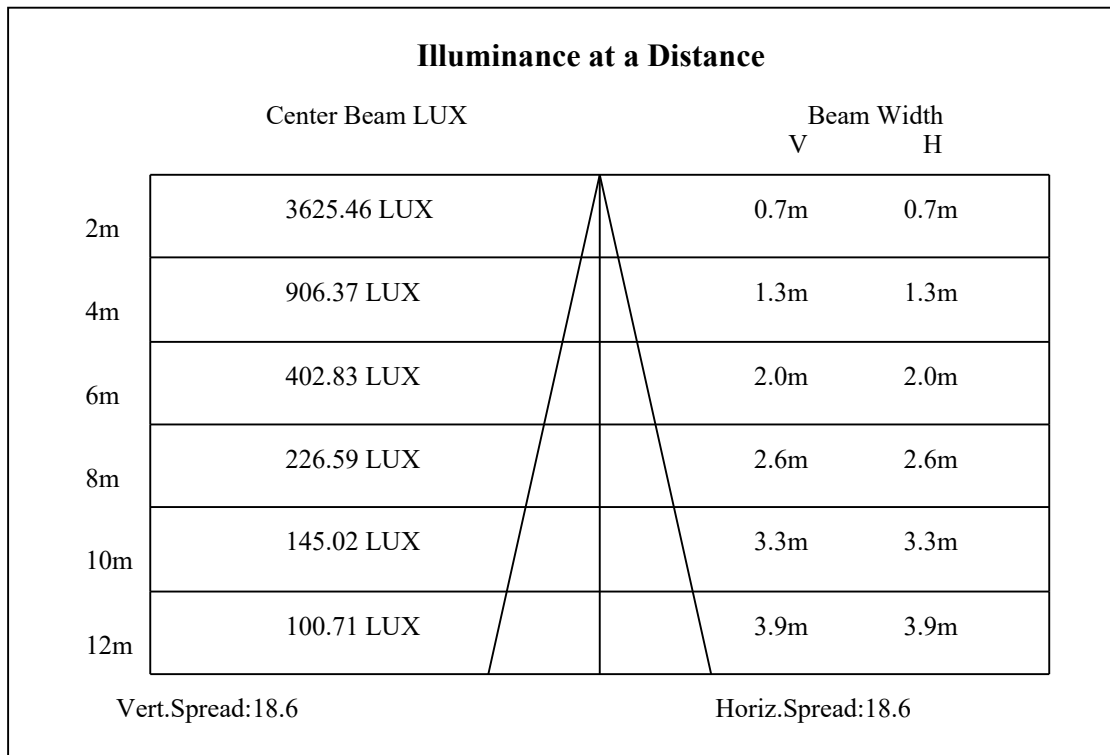 Illuminance at a Distance
Center Beam LUX Beam Width
V H
3625.46 LUX 0.7m 0.7m
2m
906.37 LUX 1.3m 1.3m
4m
402.83 LUX 2.0m 2.0m
6m
226.59 LUX 2.6m 2.6m
8m
145.02 LUX 3.3m 3.3m
10m
100.71 LUX 3.9m 3.9m
12m
Vert.Spread:18.6 Horiz.Spread:18.6